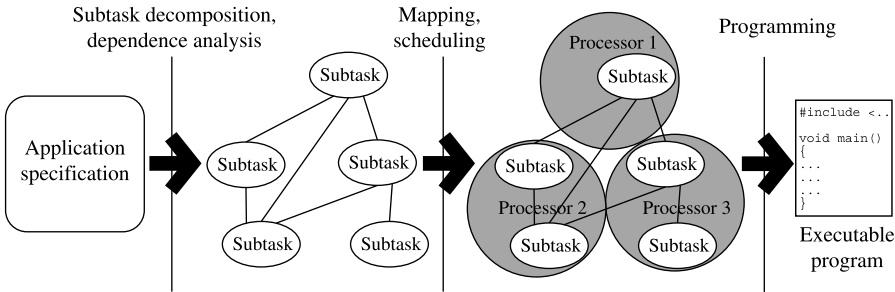 Subtask decomposition,
dependence analysis
Mapping,
scheduling
Programming
Application
specification
Subtask
Subtask
Subtask
Subtask
Subtask
Processor 1
Subtask
Subtask
Processor 2
Subtask
Subtask
Processor 3
Subtask
#include <..
void main()
{
...
...
...
}
Executable
program